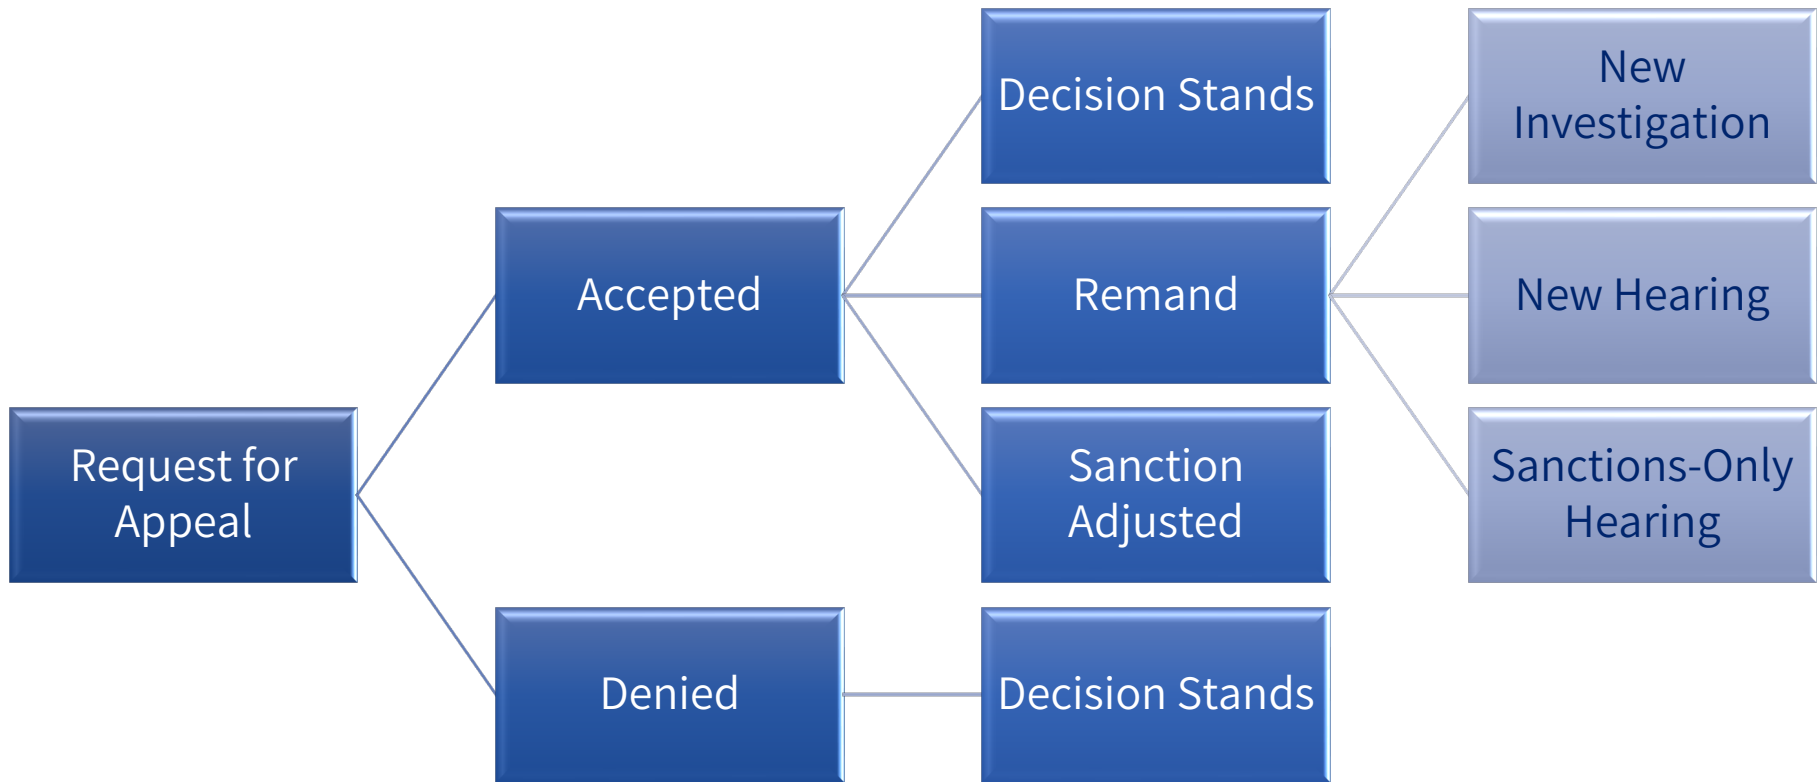 Request for
Appeal
Accepted
Decision Stands
Remand
New
Investigation
New Hearing
Sanctions-Only
Hearing
Sanction
Adjusted
Denied
Decision Stands